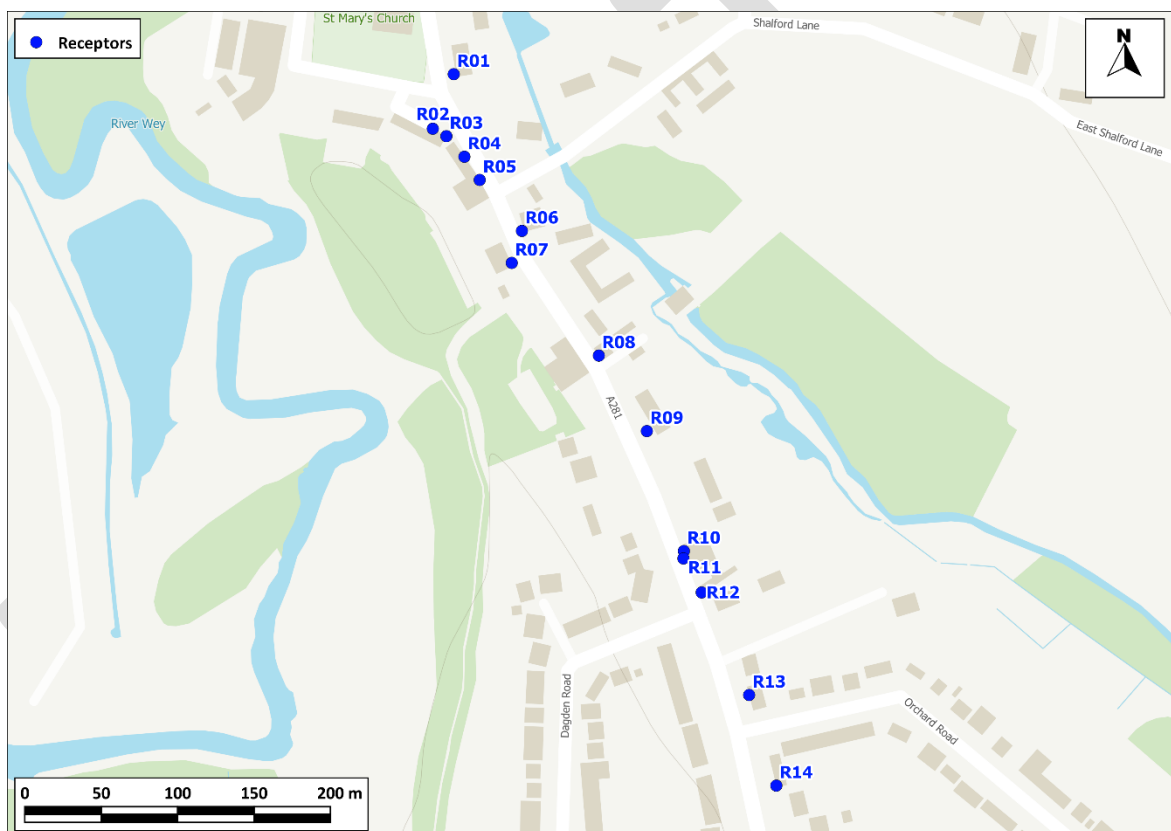 St Mary's Church
Receptors
Shalford Lane
N
R01
River Wey
R02
R03
East Shalford Lane
R04
R05
R06
R07
R08
A281
R09
R10
R11
R12
R13
Dagden Road
Orchard Road
R14
0 50 100 150 200 m